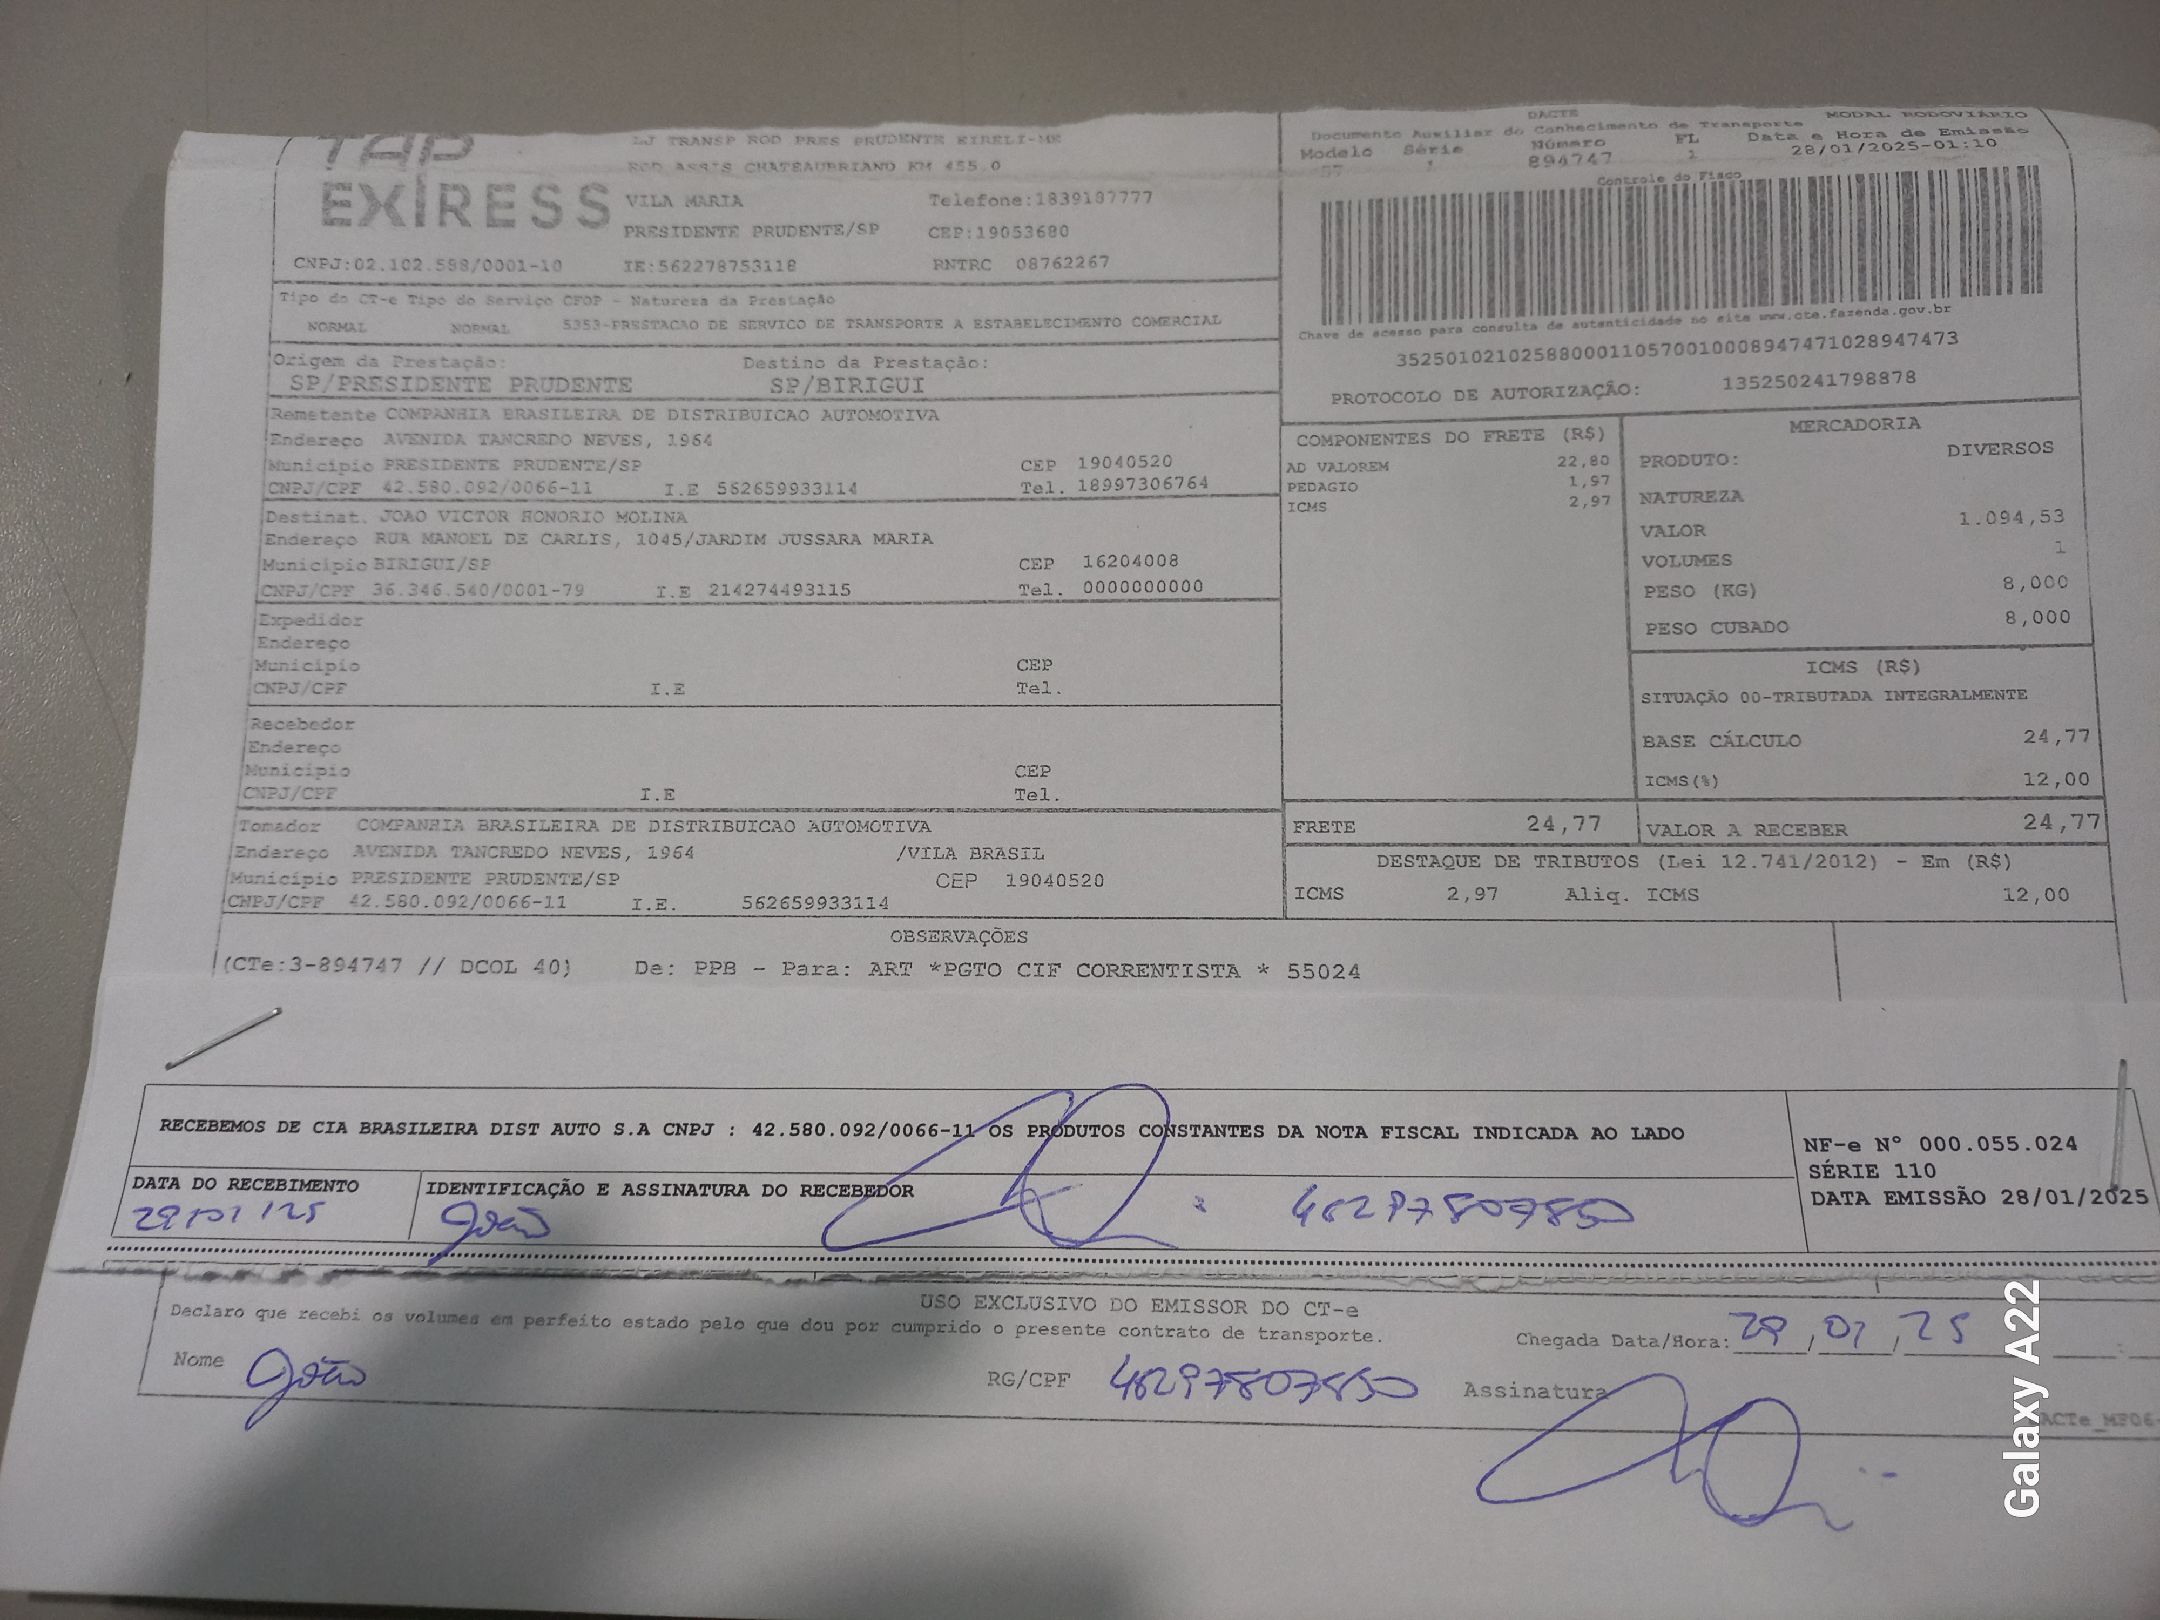 TAP EXIRESS
LJ TRANSP ROD PRES PRUDENTE EIRELI-ME
ROD ASSIS CHATEAUBRIAND KM 455.0
VILA MARIA Telefone:1839187777
PRESIDENTE PRUDENTE/SP CEP:19053680
CNPJ:02.102.588/0001-10 IE:562278753118 RNTRC 08762267
DACTE MODAL RODOVIÁRIO
Documento Auxiliar do Conhecimento de Transporte
Modelo Série Número FL Data e Hora de Emissão
57 1 894747 1 28/01/2025-01:10
Controle do Fisco
Chave de acesso para consulta de autenticidade no site www.cte.fazenda.gov.br
35250102102588000110570010008947471028947473
PROTOCOLO DE AUTORIZAÇÃO: 135250241798878
Tipo do CT-e Tipo do Serviço CFOP - Natureza da Prestação
NORMAL NORMAL 5353-PRESTACAO DE SERVICO DE TRANSPORTE A ESTABELECIMENTO COMERCIAL
Origem da Prestação: Destino da Prestação:
SP/PRESIDENTE PRUDENTE SP/BIRIGUI
Remetente COMPANHIA BRASILEIRA DE DISTRIBUICAO AUTOMOTIVA
Endereço AVENIDA TANCREDO NEVES, 1964
Município PRESIDENTE PRUDENTE/SP CEP 19040520
CNPJ/CPF 42.580.092/0066-11 I.E 562659933114 Tel. 18997306764
Destinat. JOAO VICTOR HONORIO MOLINA
Endereço RUA MANOEL DE CARLIS, 1045/JARDIM JUSSARA MARIA
Município BIRIGUI/SP CEP 16204008
CNPJ/CPF 36.346.540/0001-79 I.E 214274493115 Tel. 0000000000
Expedidor
Endereço
Município CEP
CNPJ/CPF I.E Tel.
Recebedor
Endereço
Município CEP
CNPJ/CPF I.E Tel.
Tomador COMPANHIA BRASILEIRA DE DISTRIBUICAO AUTOMOTIVA
Endereço AVENIDA TANCREDO NEVES, 1964 /VILA BRASIL
Município PRESIDENTE PRUDENTE/SP CEP 19040520
CNPJ/CPF 42.580.092/0066-11 I.E. 562659933114
COMPONENTES DO FRETE (R$)
AD VALOREM 22,80
PEDAGIO 1,97
ICMS 2,97
MERCADORIA
PRODUTO: DIVERSOS
NATUREZA
VALOR 1.094,53
VOLUMES 1
PESO (KG) 8,000
PESO CUBADO 8,000
ICMS (R$)
SITUAÇÃO 00-TRIBUTADA INTEGRALMENTE
BASE CÁLCULO 24,77
ICMS(%) 12,00
FRETE 24,77 VALOR A RECEBER 24,77
DESTAQUE DE TRIBUTOS (Lei 12.741/2012) - Em (R$)
ICMS 2,97 Aliq. ICMS 12,00
OBSERVAÇÕES
(CTe:3-894747 // DCOL 40) De: PPB - Para: ART *PGTO CIF CORRENTISTA * 55024
RECEBEMOS DE CIA BRASILEIRA DIST AUTO S.A CNPJ : 42.580.092/0066-11 OS PRODUTOS CONSTANTES DA NOTA FISCAL INDICADA AO LADO
NF-e Nº 000.055.024
SÉRIE 110
DATA EMISSÃO 28/01/2025
DATA DO RECEBIMENTO IDENTIFICAÇÃO E ASSINATURA DO RECEBEDOR
29/01/25 João 48297807850
USO EXCLUSIVO DO EMISSOR DO CT-e
Declaro que recebi os volumes em perfeito estado pelo que dou por cumprido o presente contrato de transporte.
Chegada Data/Hora: 29/01/25
Nome João RG/CPF 48297807850 Assinatura
Galaxy A22